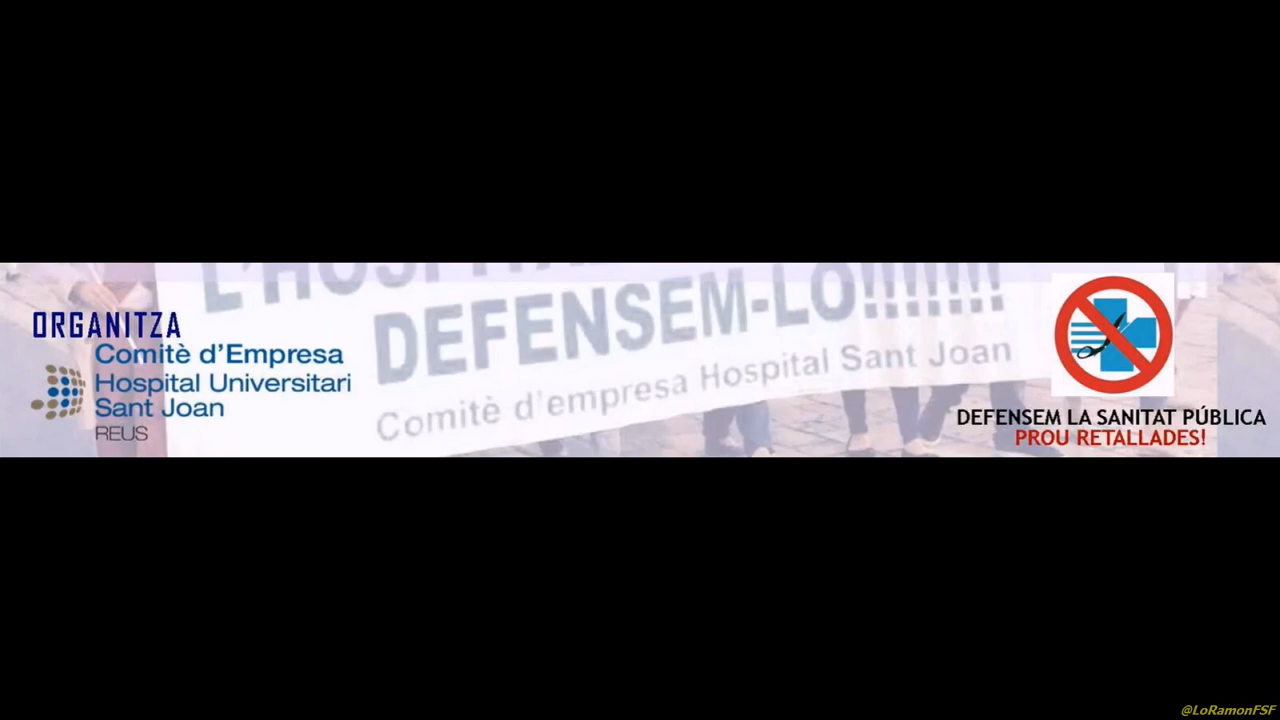 L'HOSPITA
DEFENSEM-LO!!!!!!!
Comitè d'empresa Hospital Sant Joan
ORGANITZA
Comitè d'Empresa
Hospital Universitari
Sant Joan
REUS
DEFENSEM LA SANITAT PÚBLICA
PROU RETALLADES!
@LoRamonFSF